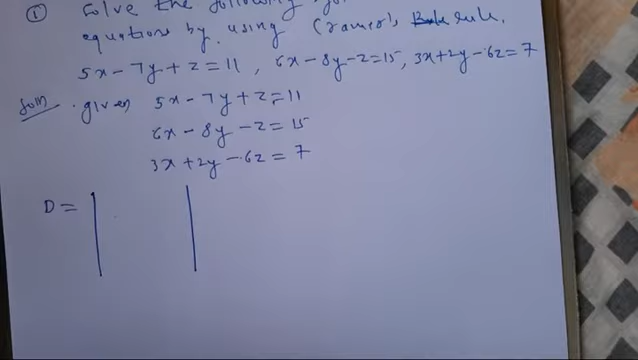 ① Solve the following
equations by using Cramer's Rule.
5x - 7y + z = 11 , 6x - 8y - z = 15, 3x + 2y - 6z = 7
Soln . given 5x - 7y + z = 11
6x - 8y - z = 15
3x + 2y - 6z = 7
D =